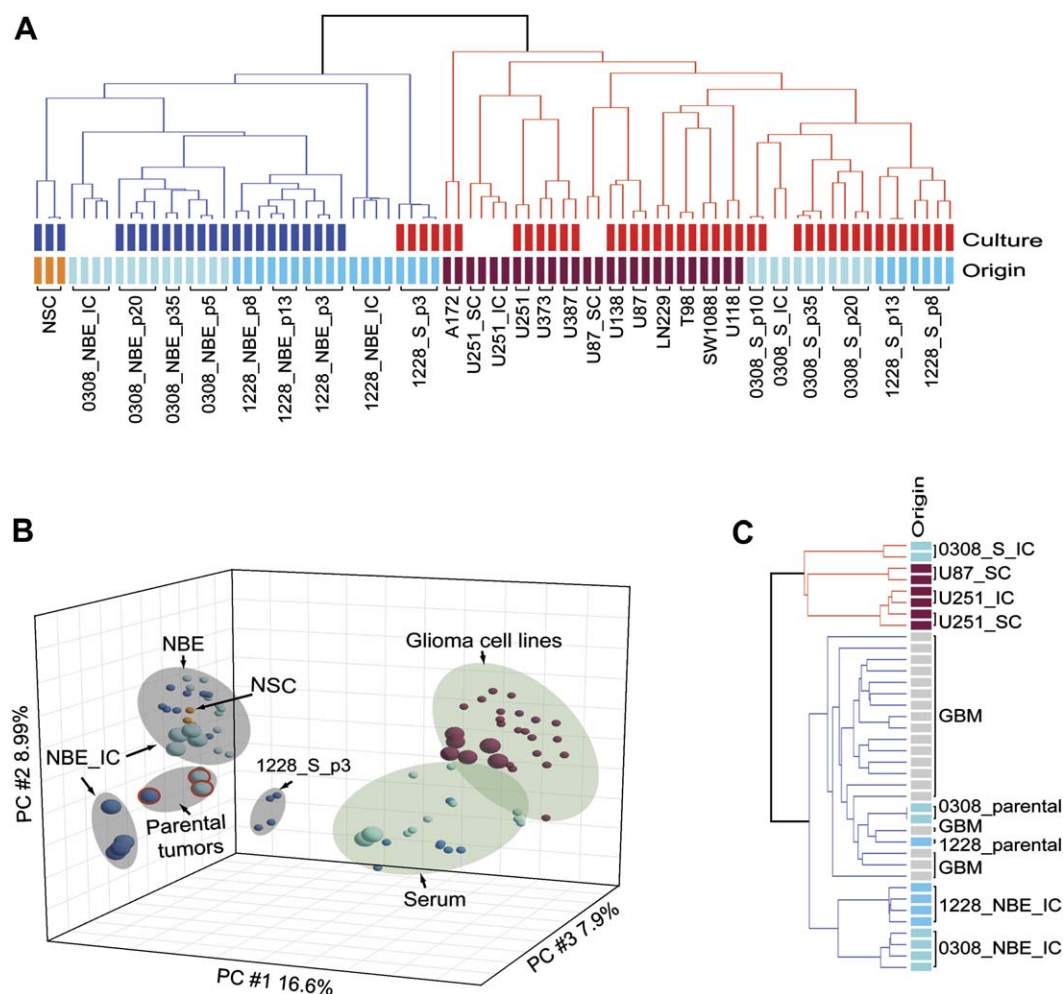 A
Culture
Origin
NSC
0308_NBE_IC
0308_NBE_p20
0308_NBE_p35
0308_NBE_p5
1228_NBE_p8
1228_NBE_p13
1228_NBE_p3
1228_NBE_IC
1228_S_p3
A172
U251_SC
U251_IC
U251
U373
U387
U87_SC
U138
U87
LN229
T98
SW1088
U118
0308_S_p10
0308_S_IC
0308_S_p35
0308_S_p20
1228_S_p13
1228_S_p8
B
NBE
NSC
NBE_IC
1228_S_p3
Parental
tumors
Glioma cell lines
Serum
PC #2 8.99%
PC #1 16.6%
PC #3 7.9%
C
Origin
0308_S_IC
U87_SC
U251_IC
U251_SC
GBM
0308_parental
GBM
1228_parental
GBM
1228_NBE_IC
0308_NBE_IC